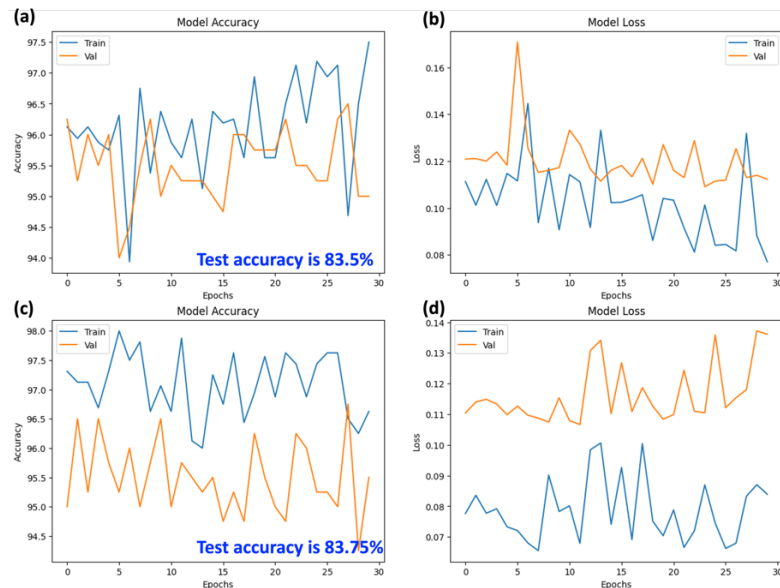 (a)
Model Accuracy
Train
Val
97.5
97.0
96.5
96.0
95.5
95.0
94.5
94.0
Accuracy
0 5 10 15 20 25 30
Epochs
Test accuracy is 83.5%
(b)
Model Loss
Train
Val
0.16
0.14
0.12
0.10
0.08
Loss
0 5 10 15 20 25 30
Epochs
(c)
Model Accuracy
Train
Val
98.0
97.5
97.0
96.5
96.0
95.5
95.0
94.5
Accuracy
0 5 10 15 20 25 30
Epochs
Test accuracy is 83.75%
(d)
Model Loss
Train
Val
0.14
0.13
0.12
0.11
0.10
0.09
0.08
0.07
Loss
0 5 10 15 20 25 30
Epochs